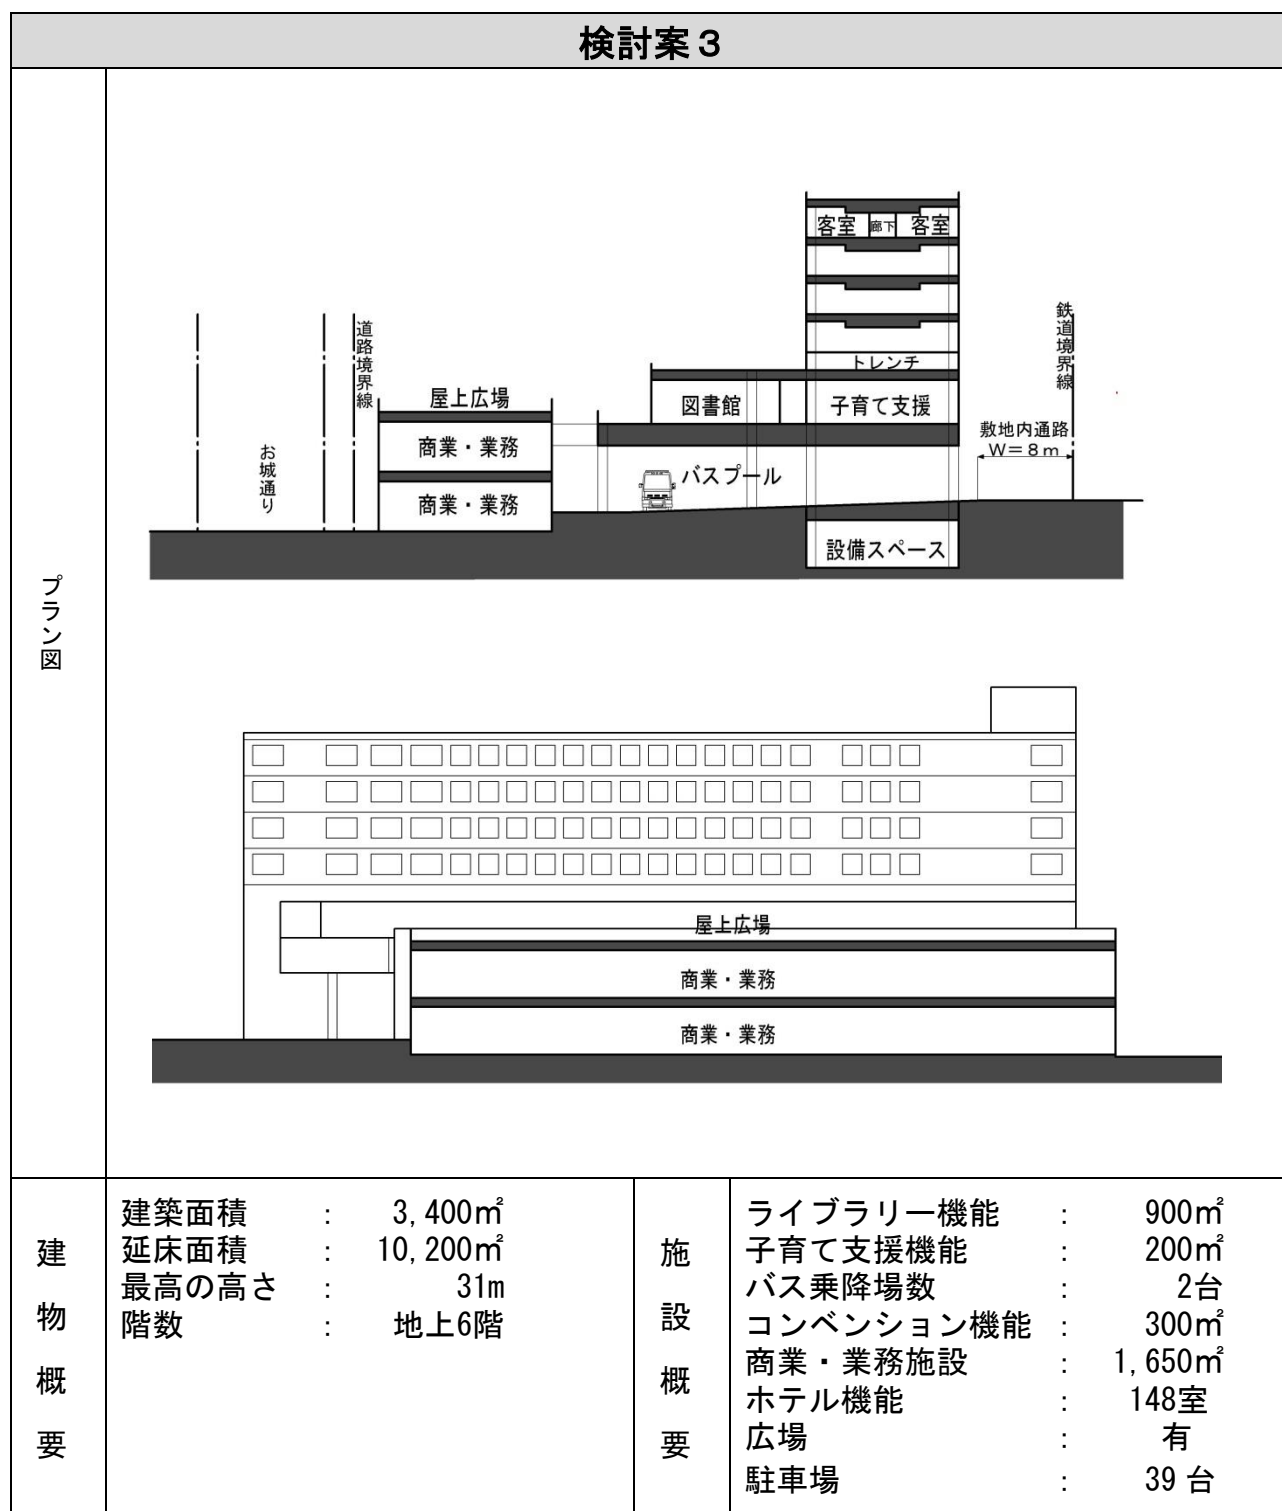 検討案３
プラン図
客室
廊下
客室
トレンチ
図書館
子育て支援
鉄道境界線
道路境界線
屋上広場
商業・業務
商業・業務
お城通り
バスプール
敷地内通路
Ｗ＝８ｍ
設備スペース
屋上広場
商業・業務
商業・業務
建物概要
建築面積 : 3,400㎡
延床面積 : 10,200㎡
最高の高さ : 31m
階数 : 地上6階
施設概要
ライブラリー機能 : 900㎡
子育て支援機能 : 200㎡
バス乗降場数 : 2台
コンベンション機能 : 300㎡
商業・業務施設 : 1,650㎡
ホテル機能 : 148室
広場 : 有
駐車場 : 39 台